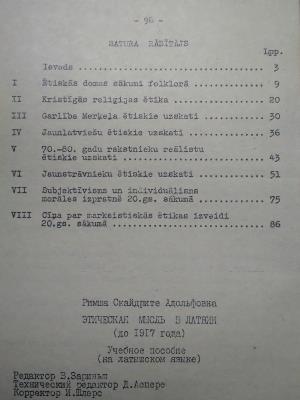 - 96 -
SATURA RĀDĪTĀJS
Lpp.
Ievads ........................ 3
I Ētiskās domas sākumi folklorā ........ 9
II Kristīgās reliģijas ētika ........... 20
III Garlība Merķeļa ētiskie uzskati ...... 30
IV Jaunlatviešu ētiskie uzskati ......... 36
V 70.-80. gadu rakstnieku reālistu
ētiskie uzskati ................. 43
VI Jaunstrāvnieku ētiskie uzskati ....... 51
VII Subjektīvisms un individuālisms
morāles izpratnē 20.gs. sākumā ...... 75
VIII Cīņa par marksistiskās ētikas izveidi
20.gs. sākumā ................... 86
Римша Скайдрите Адольфовна
ЭТИЧЕСКАЯ МЫСЛЬ В ЛАТВИИ
(до 1917 года)
Учебное пособие
(на латышском языке)
Редактор В.Зариньш
Технический редактор Д.Аспере
Корректор И.Шлярс